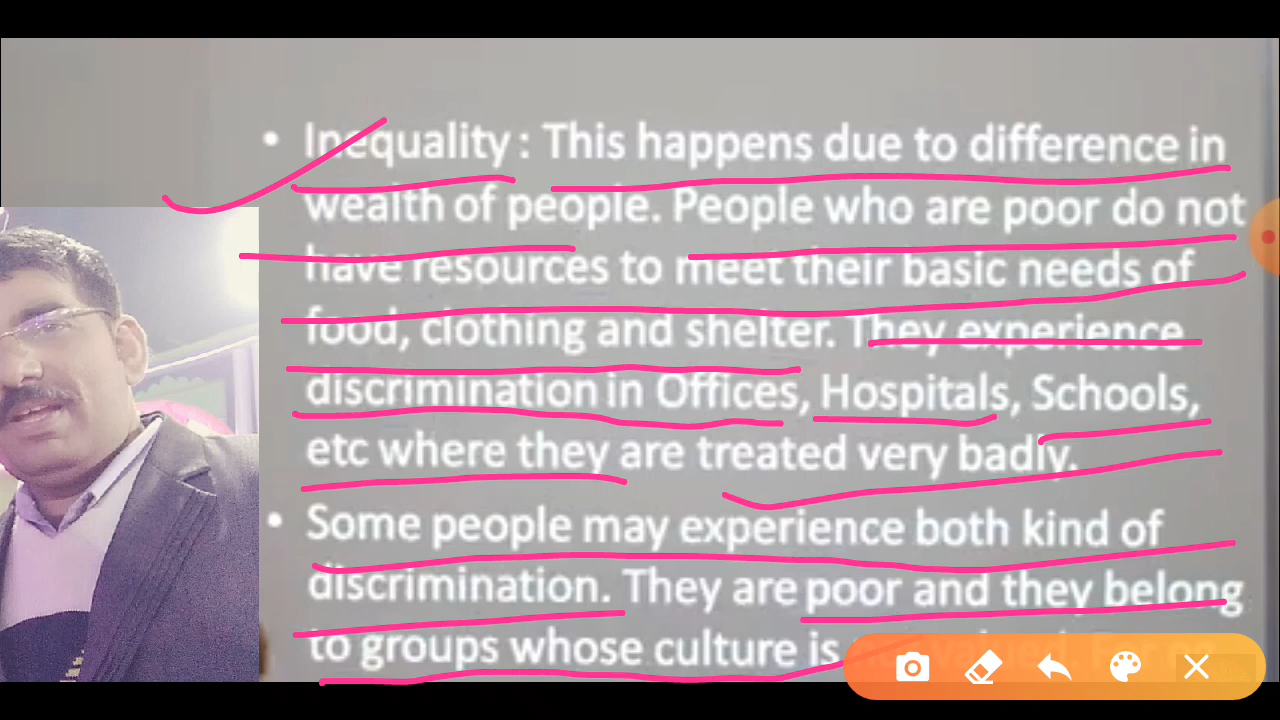 • Inequality : This happens due to difference in
wealth of people. People who are poor do not
have resources to meet their basic needs of
food, clothing and shelter. They experience
discrimination in Offices, Hospitals, Schools,
etc where they are treated very badly.
• Some people may experience both kind of
discrimination. They are poor and they belong
to groups whose culture is